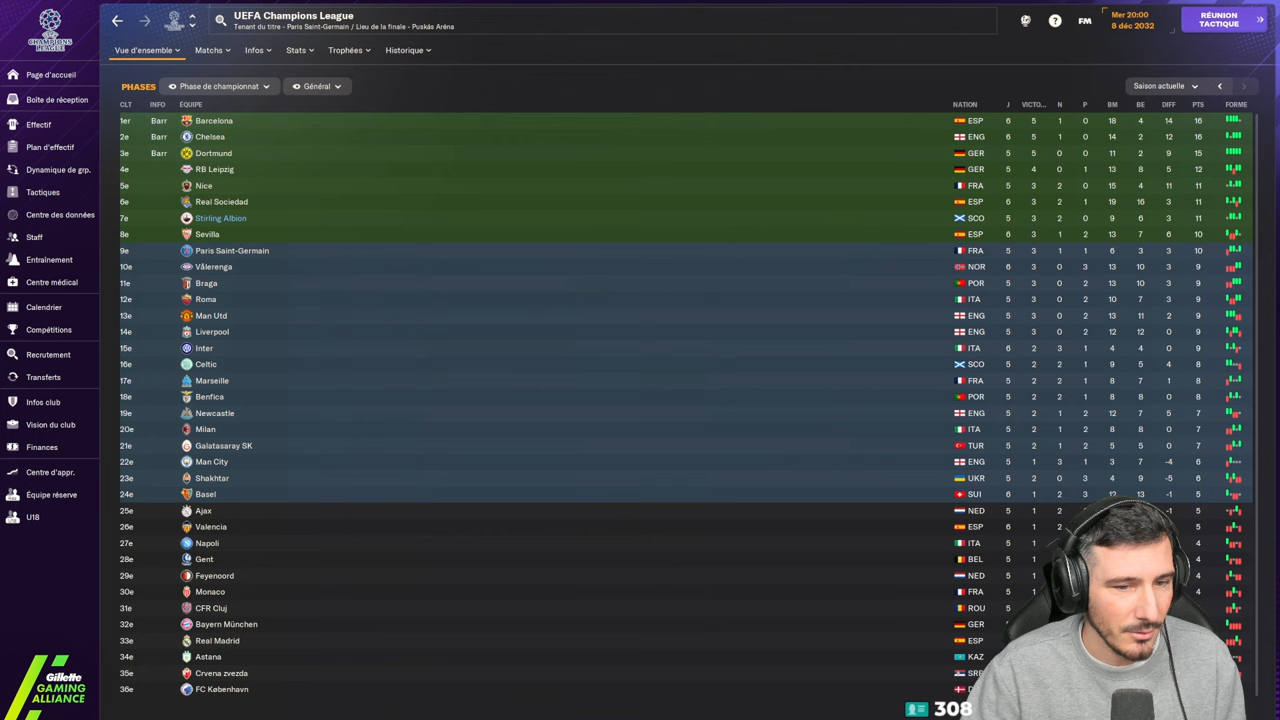 UEFA Champions League
Tenant du titre - Paris Saint-Germain / Lieu de la finale - Puskás Aréna
FM
Mer 20:00
8 déc 2032
RÉUNION TACTIQUE
CHAMPIONS LEAGUE
Vue d'ensemble Matchs Infos Stats Trophées Historique
Page d'accueil
Boîte de réception
Effectif
Plan d'effectif
Dynamique de grp.
Tactiques
Centre des données
Staff
Entraînement
Centre médical
Calendrier
Compétitions
Recrutement
Transferts
Infos club
Vision du club
Finances
Centre d'appr.
Équipe réserve
U18
Gillette
GAMING
ALLIANCE
PHASES Phase de championnat Général Saison actuelle
CLT INFO ÉQUIPE NATION J VICTO... N P BM BE DIFF PTS FORME
1er Barr Barcelona ESP 6 5 1 0 18 4 14 16
2e Barr Chelsea ENG 6 5 1 0 14 2 12 16
3e Barr Dortmund GER 5 5 0 0 11 2 9 15
4e RB Leipzig GER 5 4 0 1 13 8 5 12
5e Nice FRA 5 3 2 0 15 4 11 11
6e Real Sociedad ESP 6 3 2 1 19 16 3 11
7e Stirling Albion SCO 5 3 2 0 9 6 3 11
8e Sevilla ESP 6 3 1 2 13 7 6 10
9e Paris Saint-Germain FRA 5 3 1 1 6 3 3 10
10e Vålerenga NOR 6 3 0 3 13 10 3 9
11e Braga POR 5 3 0 2 13 10 3 9
12e Roma ITA 5 3 0 2 10 7 3 9
13e Man Utd ENG 5 3 0 2 13 11 2 9
14e Liverpool ENG 5 3 0 2 12 12 0 9
15e Inter ITA 6 2 3 1 4 4 0 9
16e Celtic SCO 5 2 2 1 9 5 4 8
17e Marseille FRA 5 2 2 1 8 7 1 8
18e Benfica POR 5 2 2 1 8 8 0 8
19e Newcastle ENG 5 2 1 2 12 7 5 7
20e Milan ITA 5 2 1 2 8 8 0 7
21e Galatasaray SK TUR 5 2 1 2 5 5 0 7
22e Man City ENG 5 1 3 1 3 7 -4 6
23e Shakhtar UKR 5 2 0 3 4 9 -5 6
24e Basel SUI 6 1 2 3 12 13 -1 5
25e Ajax NED 5 1 2 -1 5
26e Valencia ESP 6 1 2 5
27e Napoli ITA 5 1 4
28e Gent BEL 5 1 4
29e Feyenoord NED 5 1 4
30e Monaco FRA 5 1 4
31e CFR Cluj ROU 5
32e Bayern München GER
33e Real Madrid ESP
34e Astana KAZ
35e Crvena zvezda
36e FC København
308